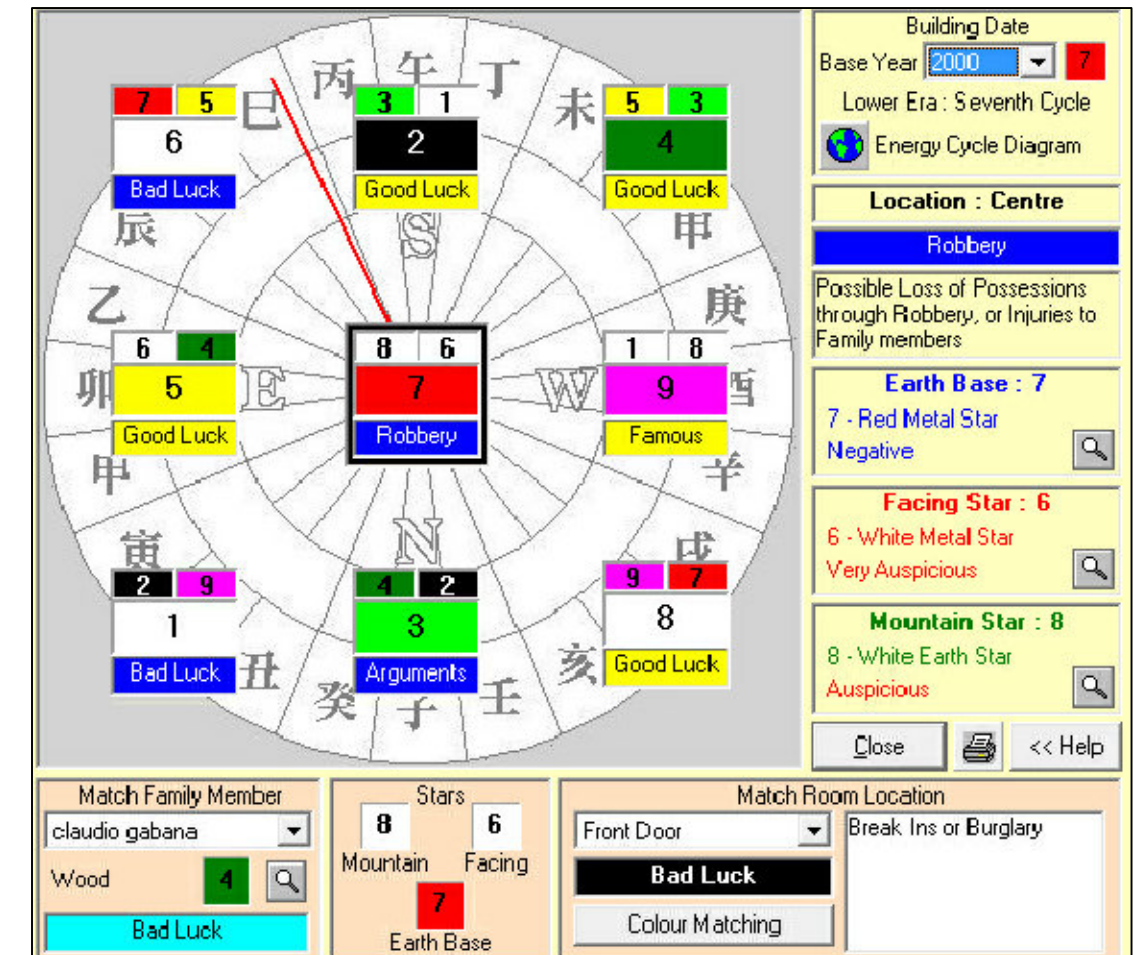 丙 午 丁
巳 未
7 5
6
Bad Luck
3 1
2
Good Luck
5 3
4
Good Luck
辰 S 申
乙 庚
6 4
5
Good Luck
8 6
7
Robbery
1 8
9
Famous
卯 E W 酉
甲 羊
寅 N 戌
2 9
1
Bad Luck
4 2
3
Arguments
9 7
8
Good Luck
丑 癸 子 壬 亥
Building Date
Base Year 2000 7
Lower Era : Seventh Cycle
Energy Cycle Diagram
Location : Centre
Robbery
Possible Loss of Possessions
through Robbery, or Injuries to
Family members
Earth Base : 7
7 - Red Metal Star
Negative
Facing Star : 6
6 - White Metal Star
Very Auspicious
Mountain Star : 8
8 - White Earth Star
Auspicious
Close << Help
Match Family Member
claudio gabana
Wood 4
Bad Luck
Stars
8 6
Mountain Facing
7
Earth Base
Match Room Location
Front Door
Bad Luck
Colour Matching
Break Ins or Burglary